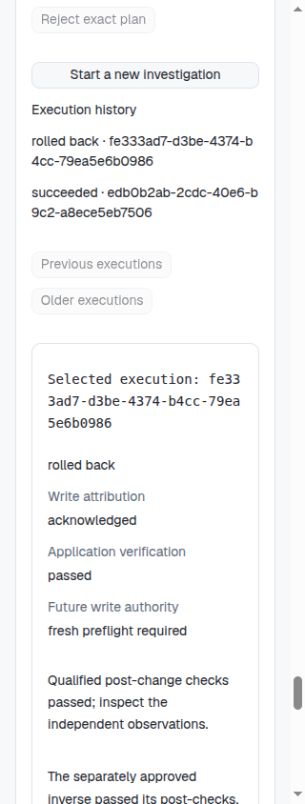 Reject exact plan
Start a new investigation
Execution history
rolled back · fe333ad7-d3be-4374-b
4cc-79ea5e6b0986
succeeded · edb0b2ab-2cdc-40e6-b
9c2-a8ece5eb7506
Previous executions
Older executions
Selected execution: fe33
3ad7-d3be-4374-b4cc-79ea
5e6b0986
rolled back
Write attribution
acknowledged
Application verification
passed
Future write authority
fresh preflight required
Qualified post-change checks
passed; inspect the
independent observations.
The separately approved
inverse passed its post-checks.